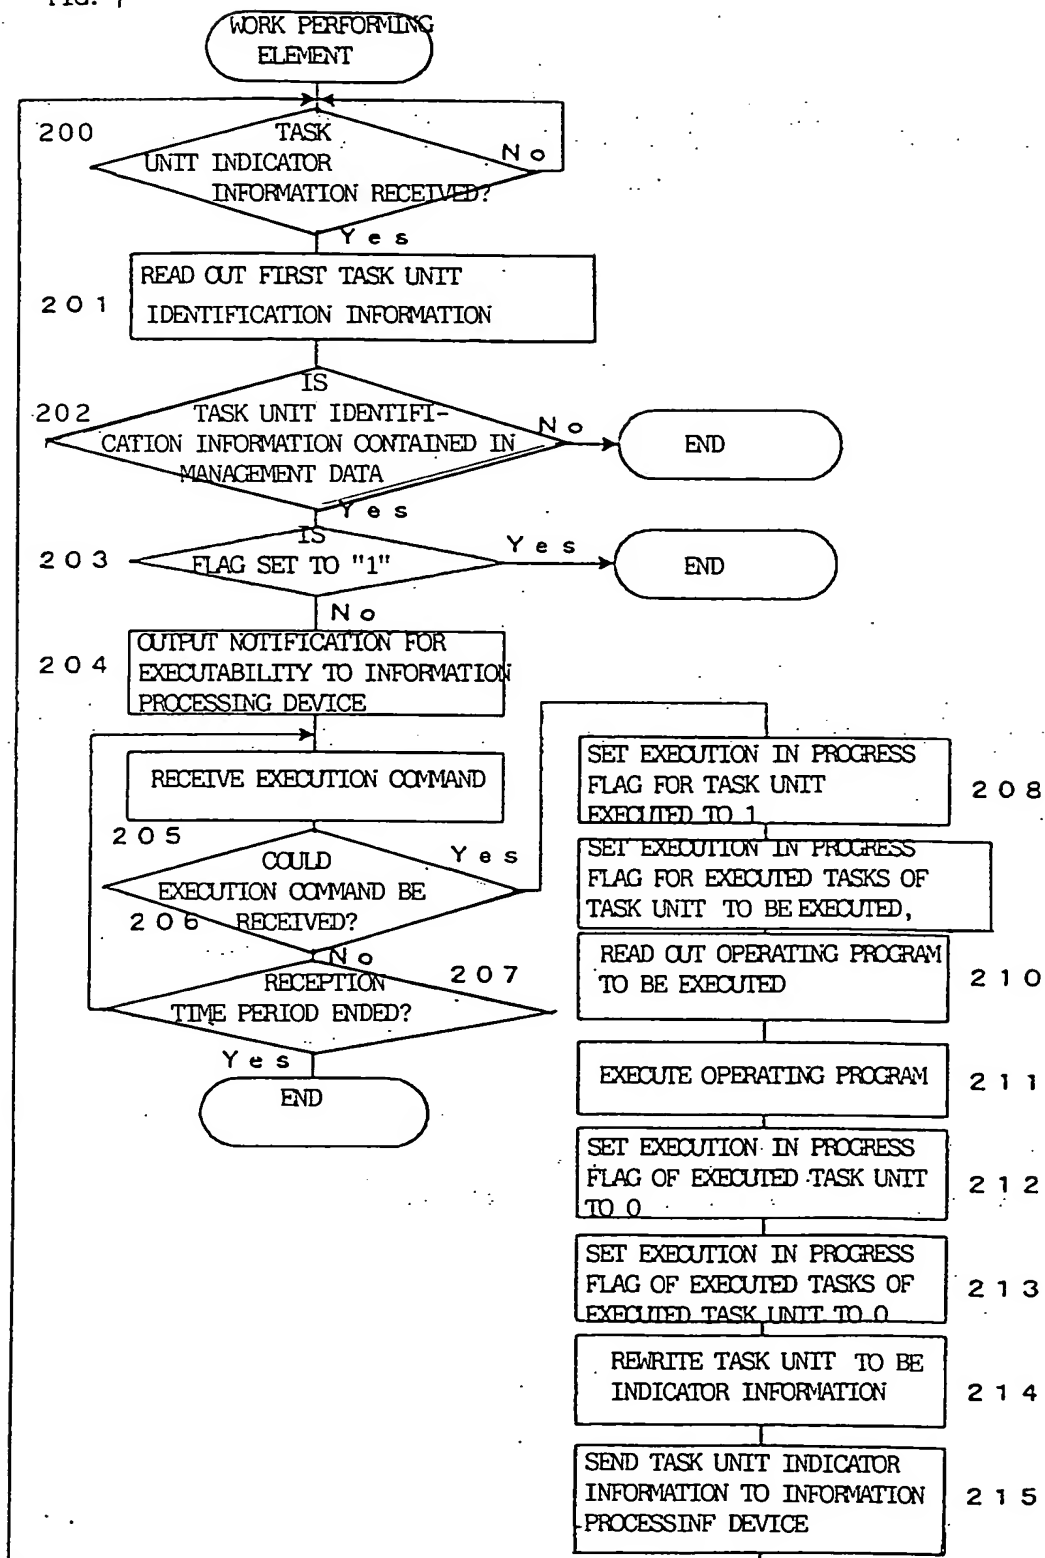 FIG. 7
WORK PERFORMING
ELEMENT
200
TASK
UNIT INDICATOR
INFORMATION RECEIVED?
No
Yes
201
READ OUT FIRST TASK UNIT
IDENTIFICATION INFORMATION
202
IS
TASK UNIT IDENTIFI-
CATION INFORMATION CONTAINED IN
MANAGEMENT DATA
No
END
Yes
203
IS
FLAG SET TO "1"
Yes
END
No
204
OUTPUT NOTIFICATION FOR
EXECUTABILITY TO INFORMATION
PROCESSING DEVICE
RECEIVE EXECUTION COMMAND
205
COULD
EXECUTION COMMAND BE
RECEIVED?
206
Yes
No
207
RECEPTION
TIME PERIOD ENDED?
Yes
END
SET EXECUTION IN PROGRESS
FLAG FOR TASK UNIT
EXECUTED TO 1
208
SET EXECUTION IN PROGRESS
FLAG FOR EXECUTED TASKS OF
TASK UNIT TO BE EXECUTED,
READ OUT OPERATING PROGRAM
TO BE EXECUTED
210
EXECUTE OPERATING PROGRAM
211
SET EXECUTION IN PROGRESS
FLAG OF EXECUTED TASK UNIT
TO 0
212
SET EXECUTION IN PROGRESS
FLAG OF EXECUTED TASKS OF
EXECUTED TASK UNIT TO 0
213
REWRITE TASK UNIT TO BE
INDICATOR INFORMATION
214
SEND TASK UNIT INDICATOR
INFORMATION TO INFORMATION
PROCESSINF DEVICE
215